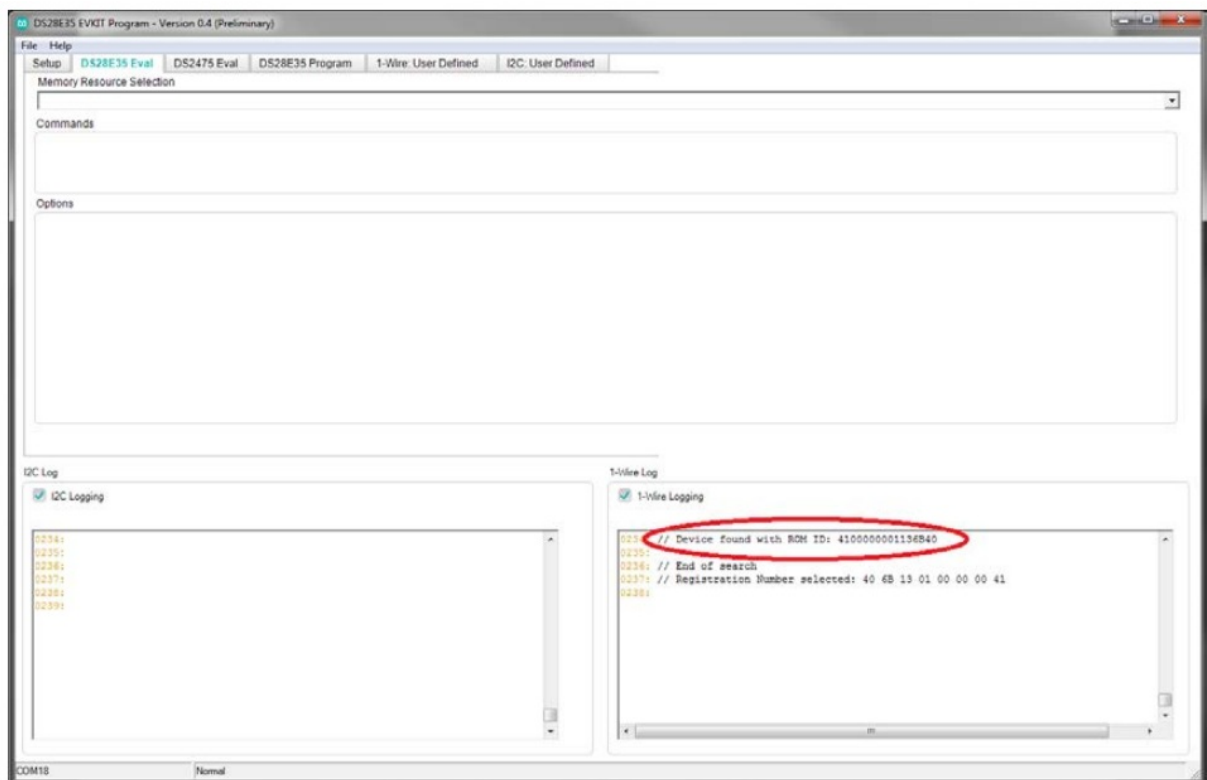 DS28E35 EVKIT Program - Version 0.4 (Preliminary)
File Help
Setup DS28E35 Eval DS2475 Eval DS28E35 Program 1-Wire: User Defined I2C: User Defined
Memory Resource Selection
Commands
Options
I2C Log
I2C Logging
0234:
0235:
0236:
0237:
0238:
0239:
1-Wire Log
1-Wire Logging
0234 // Device found with ROM ID: 4100000001136B40
0235:
0236: // End of search
0237: // Registration Number selected: 40 6B 13 01 00 00 00 41
0238:
COM18 Normal